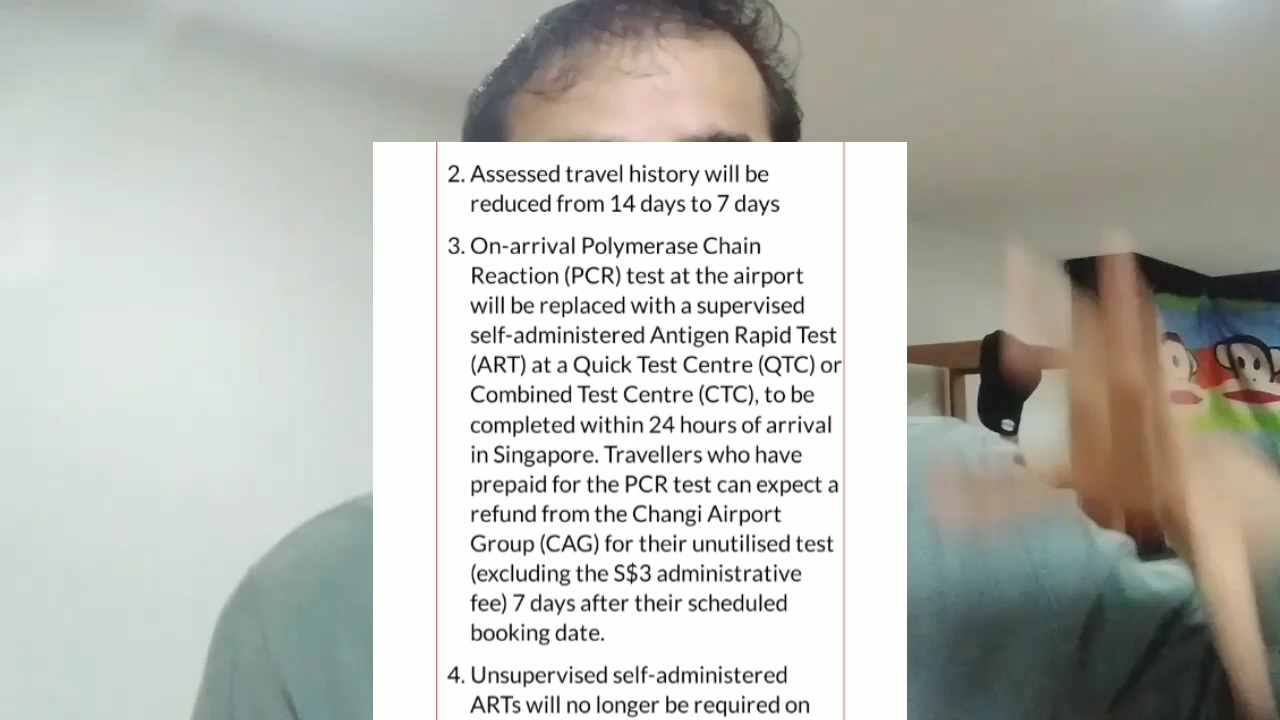 2. Assessed travel history will be
reduced from 14 days to 7 days
3. On-arrival Polymerase Chain
Reaction (PCR) test at the airport
will be replaced with a supervised
self-administered Antigen Rapid Test
(ART) at a Quick Test Centre (QTC) or
Combined Test Centre (CTC), to be
completed within 24 hours of arrival
in Singapore. Travellers who have
prepaid for the PCR test can expect a
refund from the Changi Airport
Group (CAG) for their unutilised test
(excluding the S$3 administrative
fee) 7 days after their scheduled
booking date.
4. Unsupervised self-administered
ARTs will no longer be required on